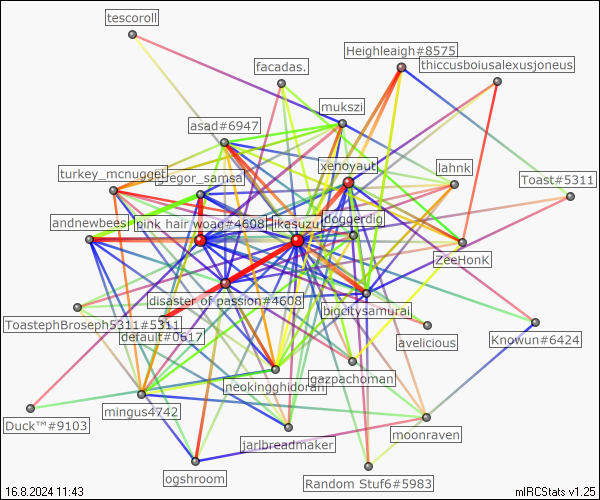 tescoroll
Heighleaigh#8575
thiccusboiusalexusjoneus
facadas.
mukszi
asad#6947
xenoyaut
lahnk
turkey_mcnugget
gregor_samsa
Toast#5311
andnewbees
pink hair woag#4608
ikasuzu
doggerdig
ZeeHonK
disaster of passion#4608
bigcitysamurai
ToastephBroseph5311#5311
default#0617
avelicious
Knowun#6424
neokingghidorah
gazpachoman
mingus4742
Duck™#9103
jarlbreadmaker
moonraven
ogshroom
Random Stuf6#5983
16.8.2024 11:43
mIRCStats v1.25